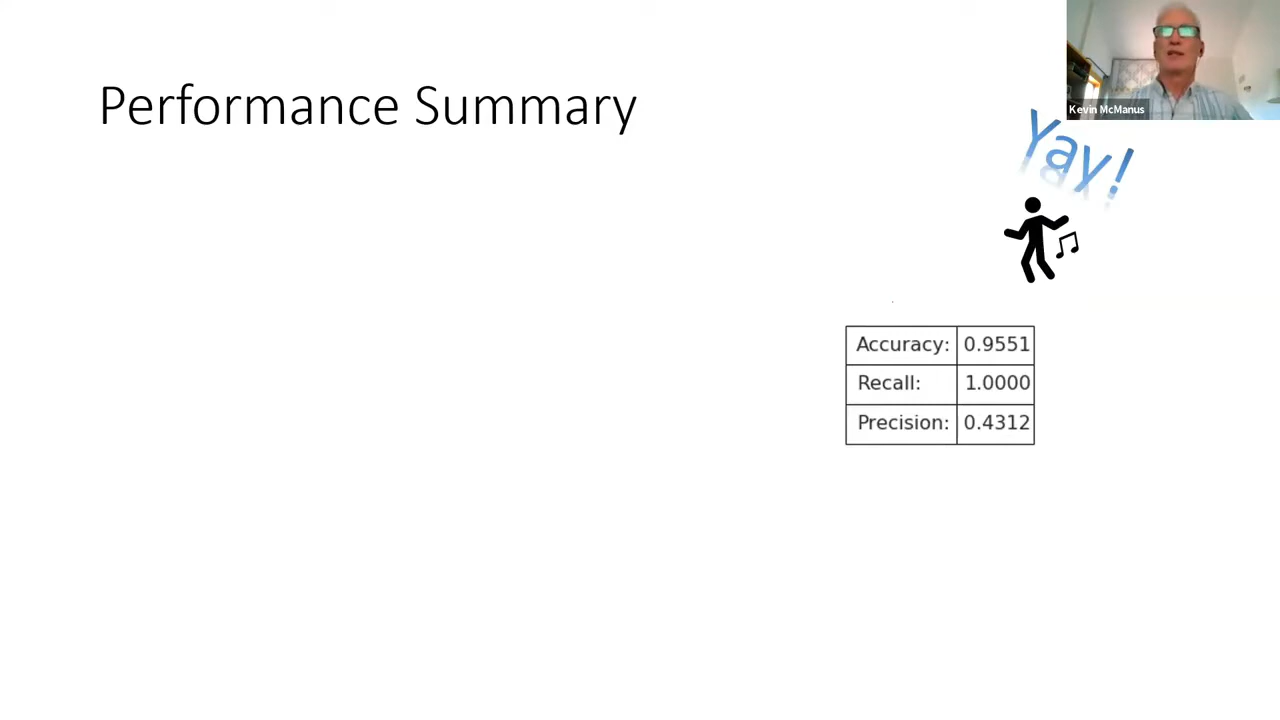 Performance Summary
Kevin McManus
Yay!
Accuracy: 0.9551
Recall: 1.0000
Precision: 0.4312